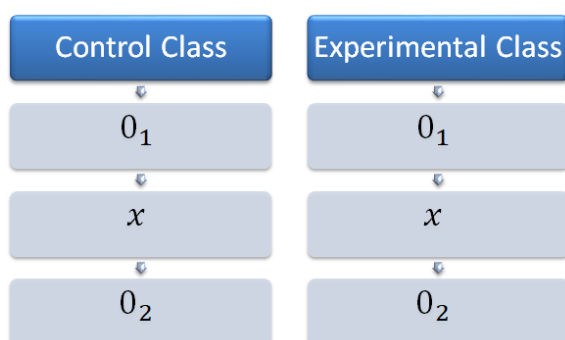 Control Class
0₁
x
0₂
Experimental Class
0₁
x
0₂